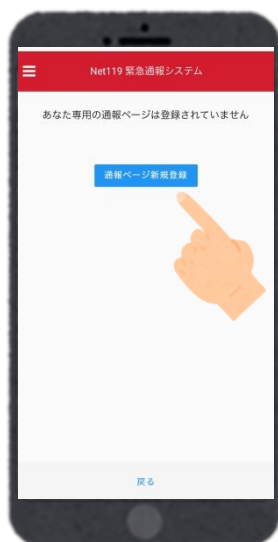 Net119 緊急通報システム
あなた専用の通報ページは登録されていません
通報ページ新規登録
戻る